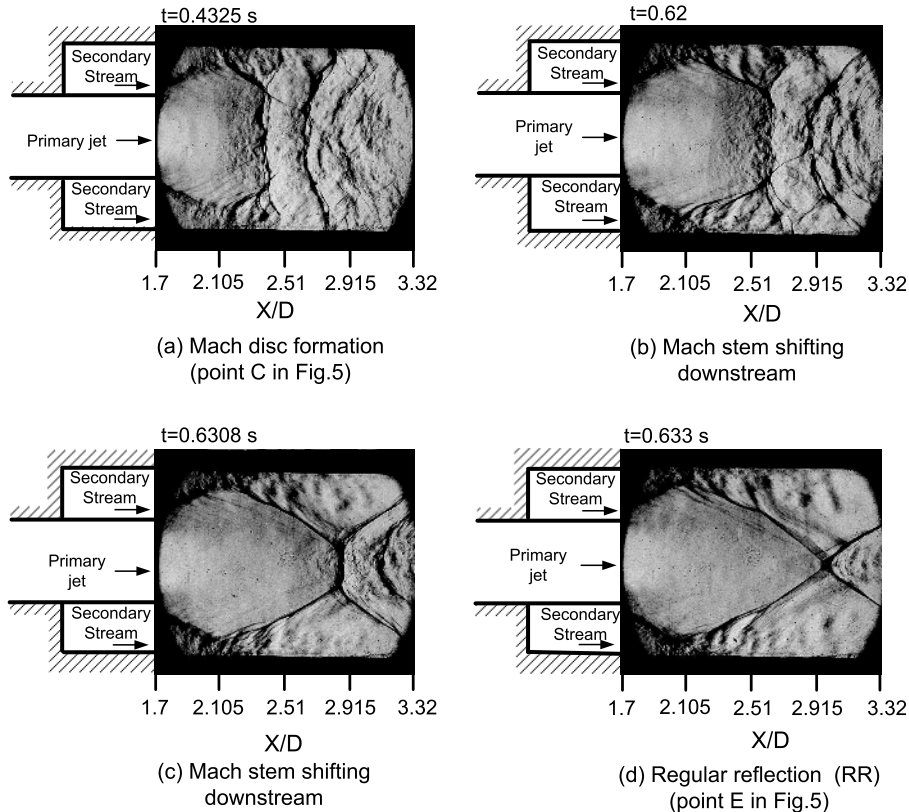 t=0.4325 s
Secondary
Stream
Primary jet
Secondary
Stream
1.7 2.105 2.51 2.915 3.32
X/D
(a) Mach disc formation
(point C in Fig.5)
t=0.62
Secondary
Stream
Primary
jet
Secondary
Stream
1.7 2.105 2.51 2.915 3.32
X/D
(b) Mach stem shifting
downstream
t=0.6308 s
Secondary
Stream
Primary
jet
Secondary
Stream
1.7 2.105 2.51 2.915 3.32
X/D
(c) Mach stem shifting
downstream
t=0.633 s
Secondary
Stream
Primary
jet
Secondary
Stream
1.7 2.105 2.51 2.915 3.32
X/D
(d) Regular reflection (RR)
(point E in Fig.5)